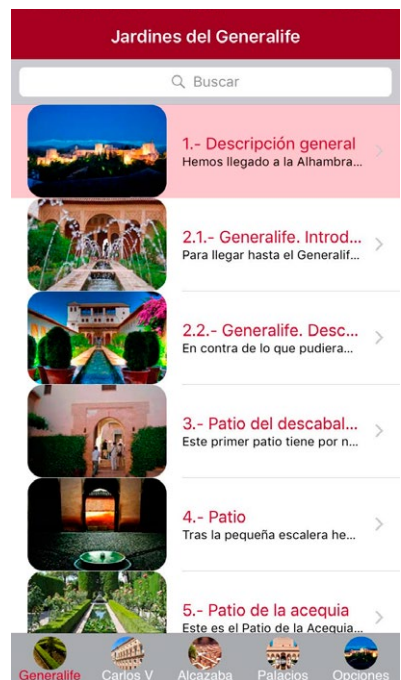 Jardines del Generalife
Buscar
1.- Descripción general
Hemos llegado a la Alhambra...
2.1.- Generalife. Introd...
Para llegar hasta el Generalif...
2.2.- Generalife. Desc...
En contra de lo que pudiera...
3.- Patio del descabal...
Este primer patio tiene por n...
4.- Patio
Tras la pequeña escalera he...
5.- Patio de la acequia
Este es el Patio de la Acequia...
Generalife Carlos V Alcazaba Palacios Opciones